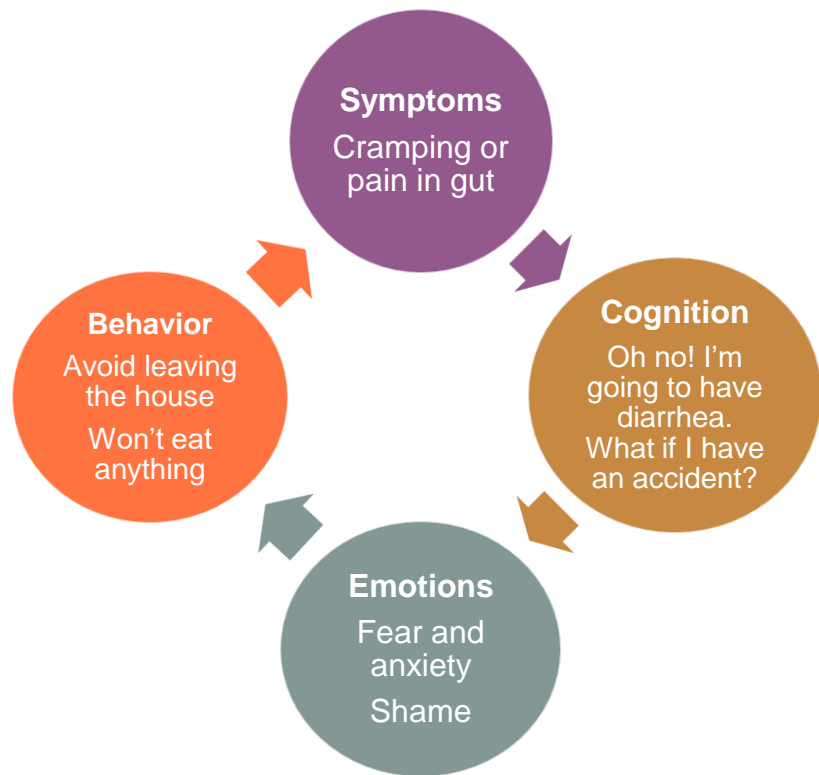 Symptoms
Cramping or
pain in gut
Cognition
Oh no! I’m
going to have
diarrhea.
What if I have
an accident?
Emotions
Fear and
anxiety
Shame
Behavior
Avoid leaving
the house
Won’t eat
anything